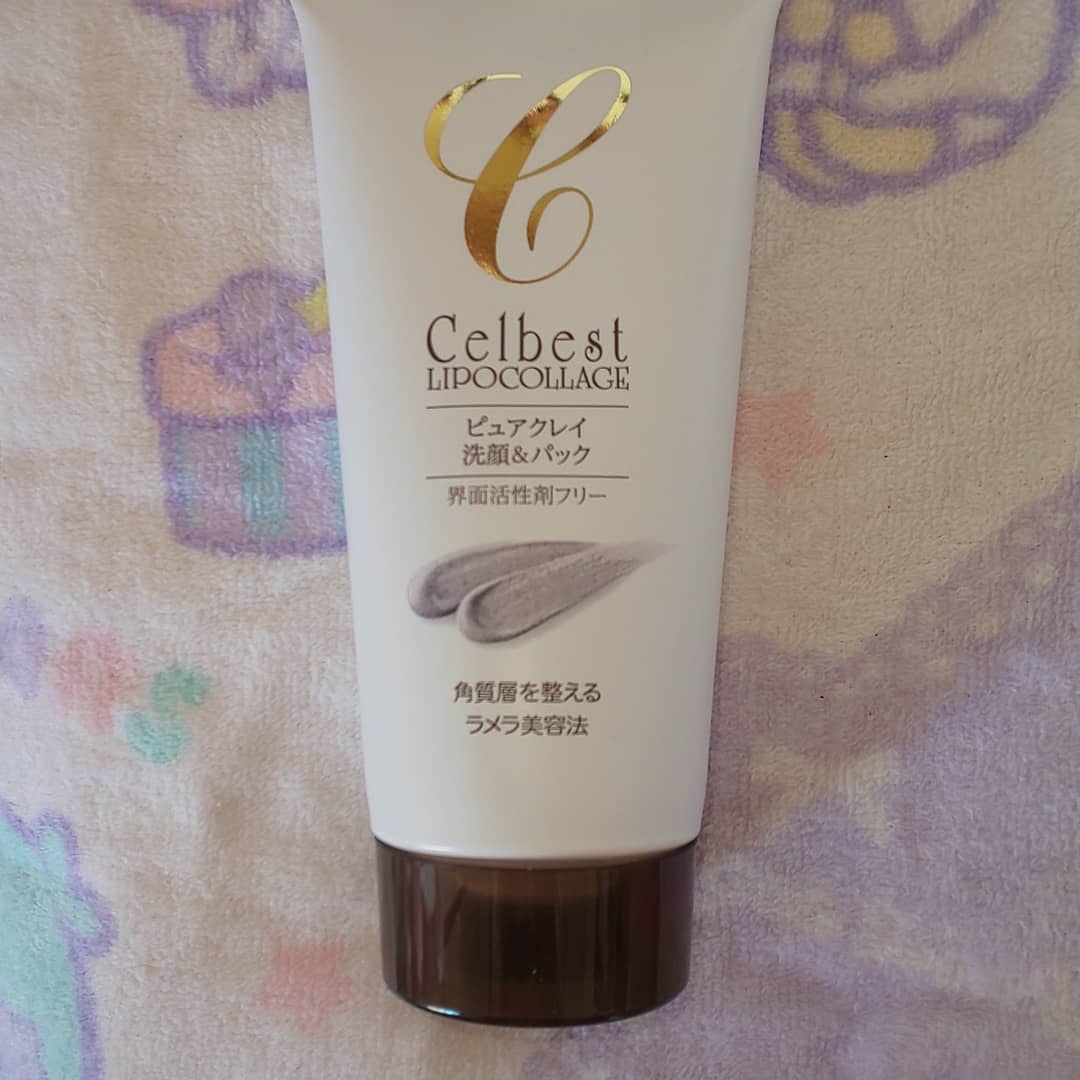 C
Celbest
LIPOCOLLAGE
ピュアクレイ
洗顔&パック
界面活性剤フリー
角質層を整える
ラメラ美容法